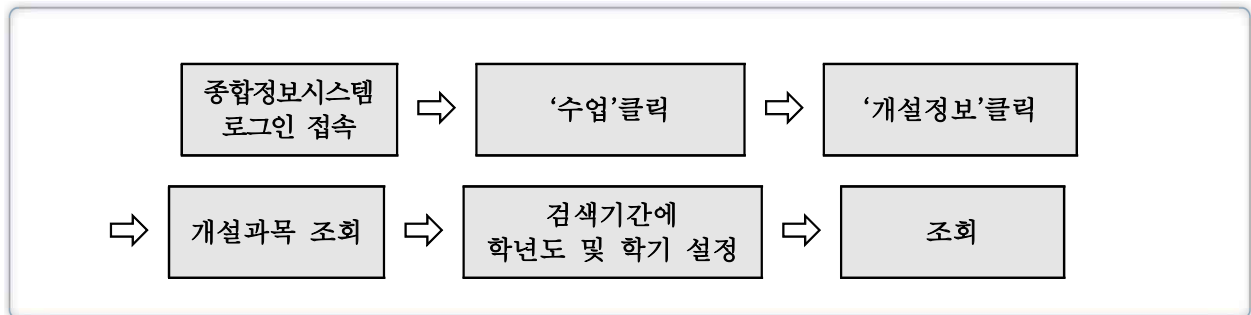 종합정보시스템
로그인 접속
⇨
‘수업’클릭
⇨
‘개설정보’클릭
⇨
개설과목 조회
⇨
검색기간에
학년도 및 학기 설정
⇨
조회